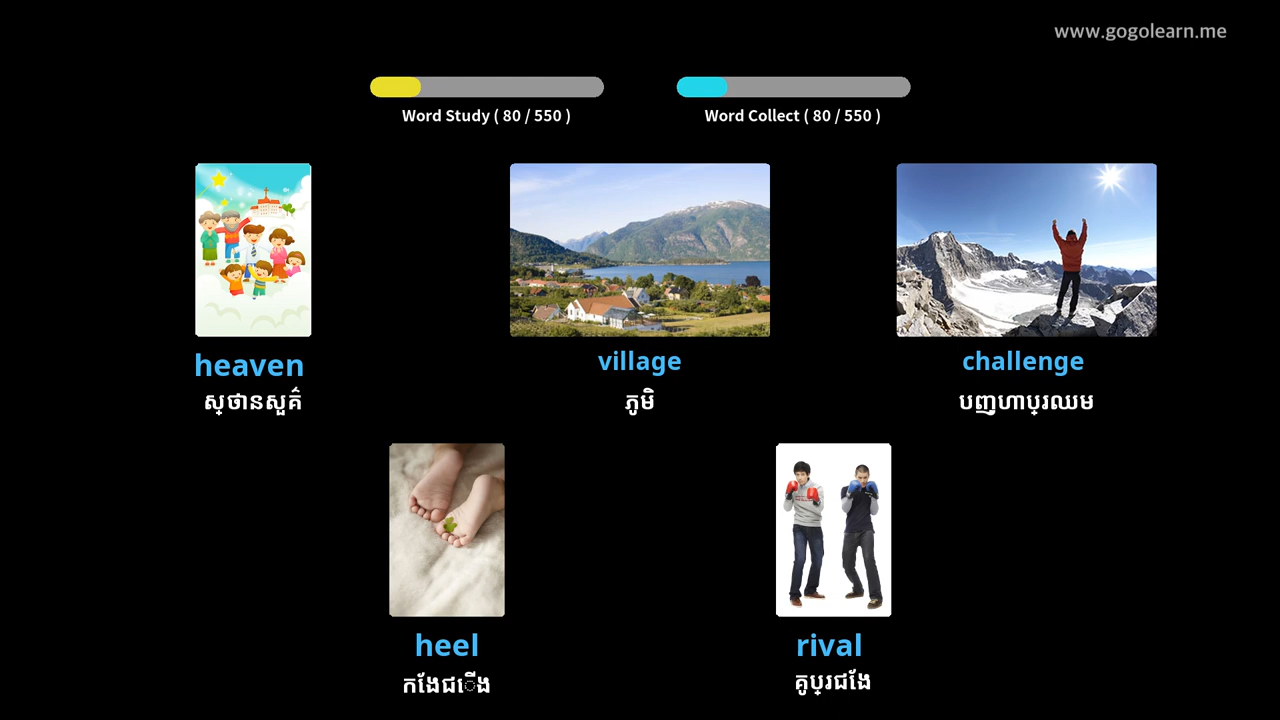 www.gogolearn.me
Word Study ( 80 / 550 )
Word Collect ( 80 / 550 )
heaven
ស្ថានសួគ៌
village
ភូមិ
challenge
បញ្ហាប្រឈម
heel
កែងជើង
rival
គូប្រជែង